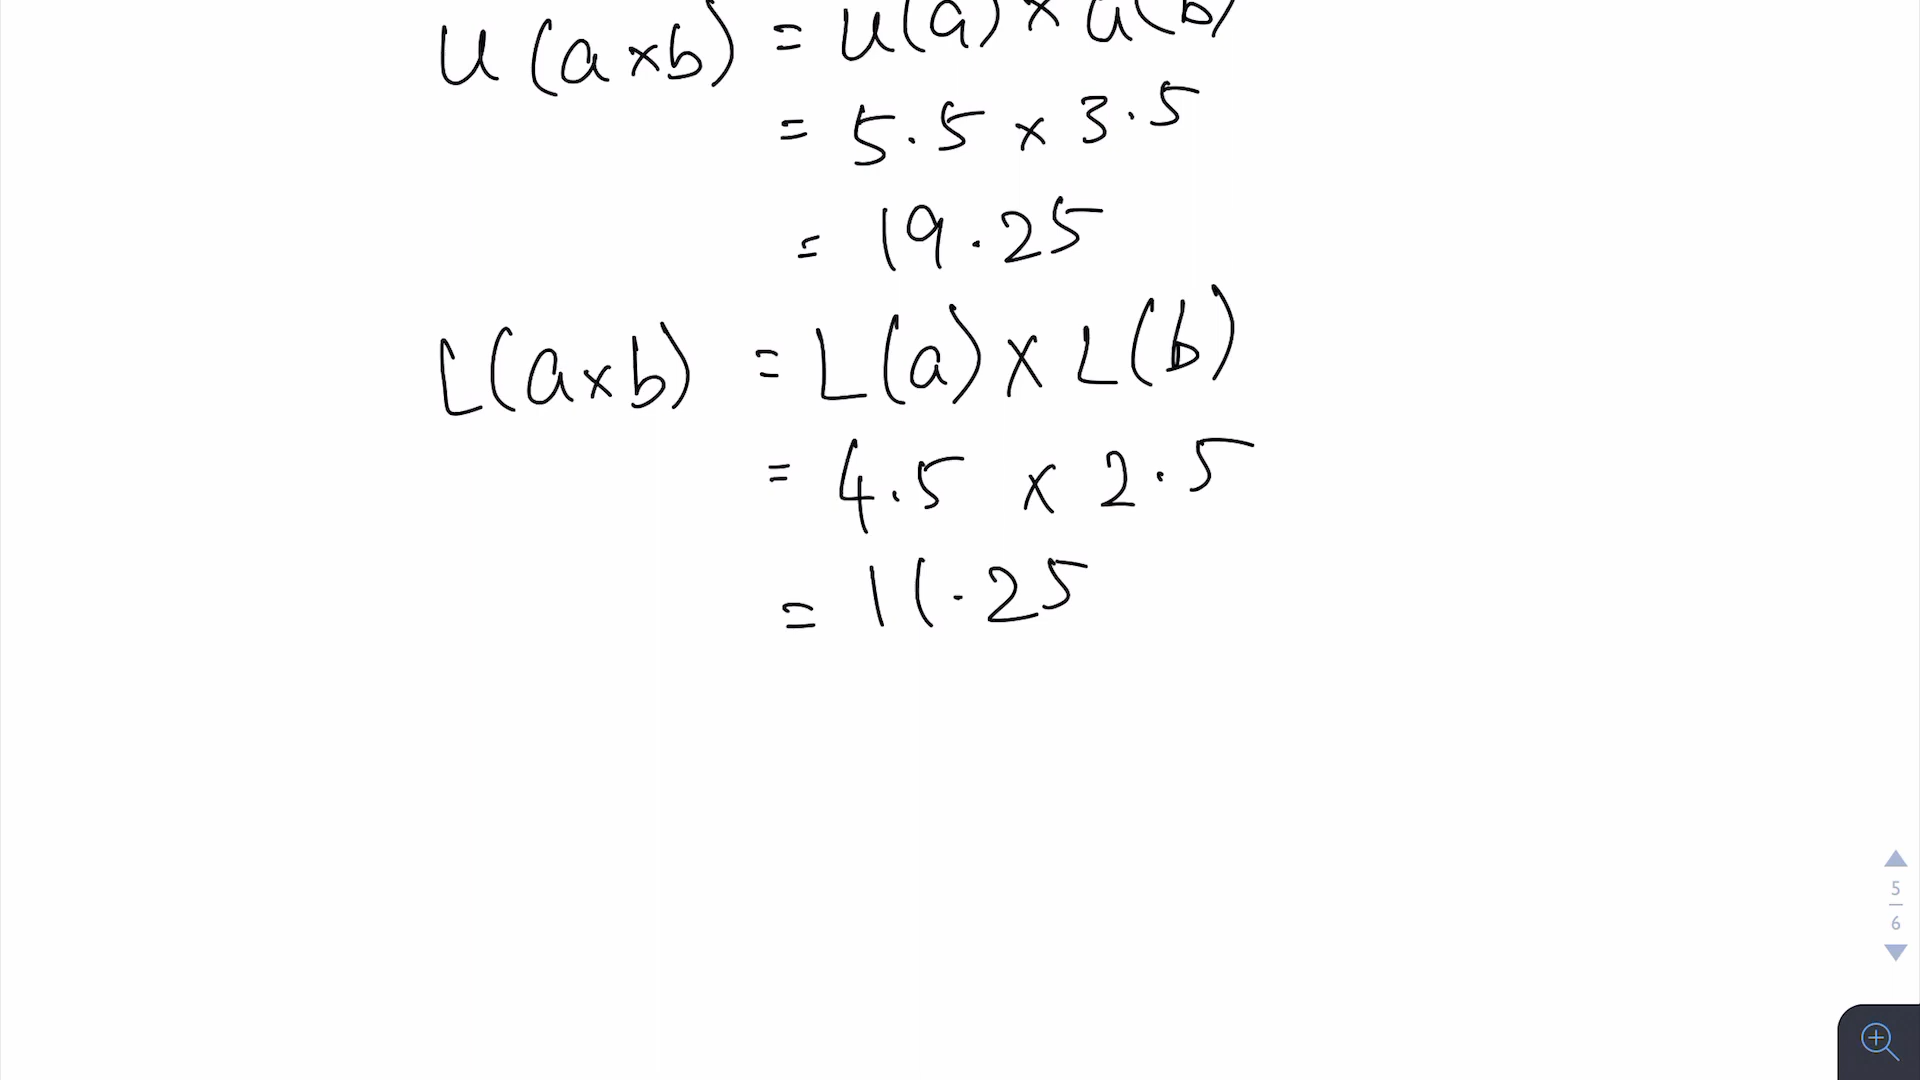 U(a×b) = U(a) × U(b)
= 5.5 × 3.5
= 19.25
L(a×b) = L(a) × L(b)
= 4.5 × 2.5
= 11.25
5
6